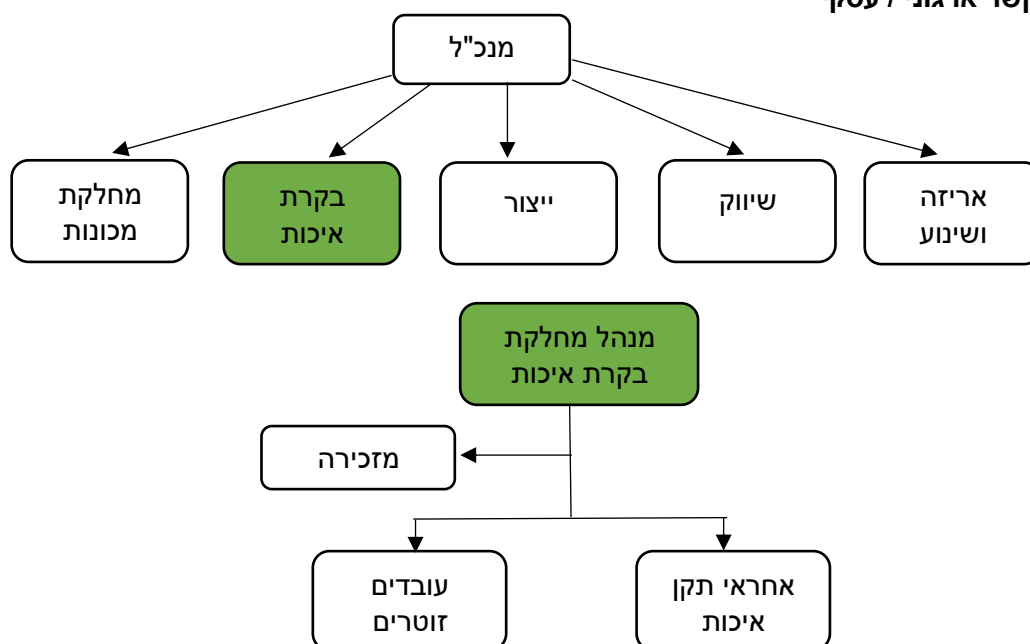 מנכ"ל
אריזה
ושינוע
שיווק
ייצור
בקרת
איכות
מחלקת
מכונות
מנהל מחלקת
בקרת איכות
מזכירה
אחראי תקן
איכות
עובדים
זוטרים